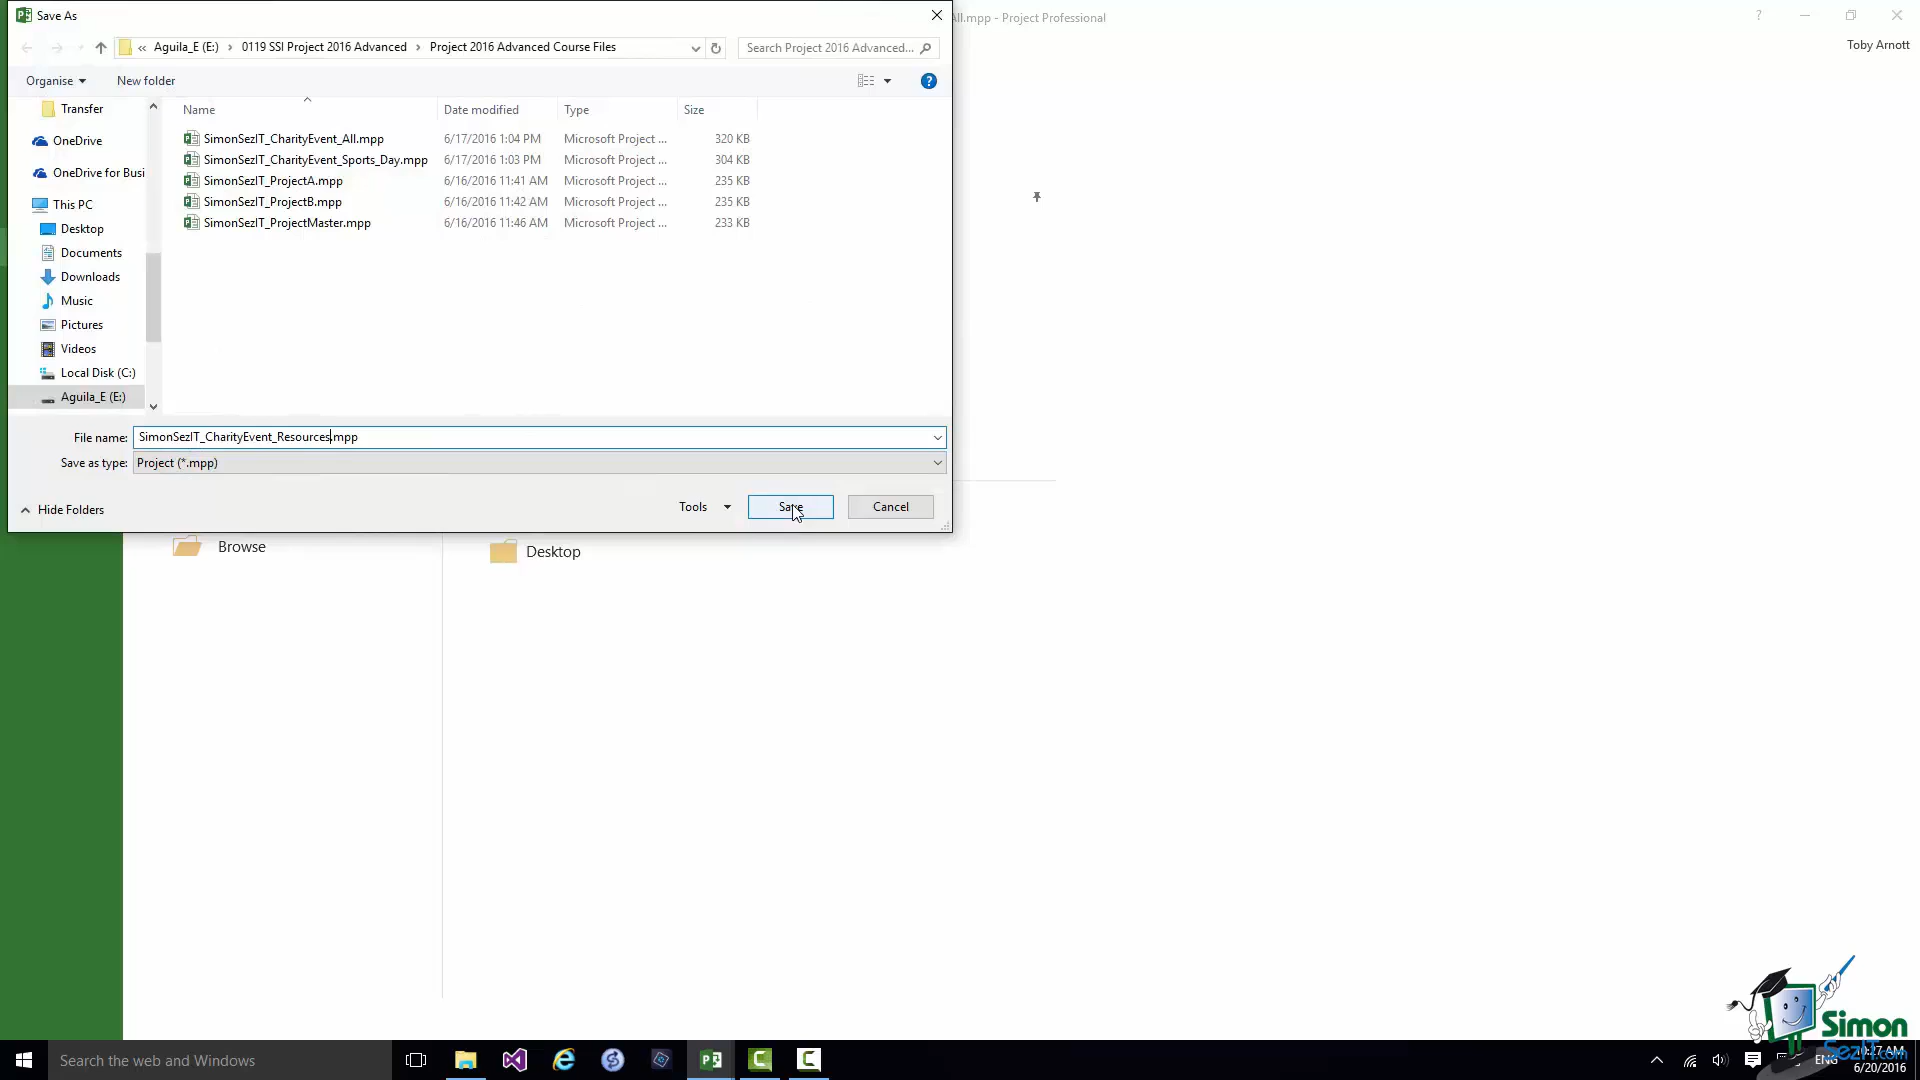 Save As
All.mpp - Project Professional
Toby Arnott
« Aguila_E (E:) › 0119 SSI Project 2016 Advanced › Project 2016 Advanced Course Files
Search Project 2016 Advanced...
Organise
New folder
Transfer
OneDrive
OneDrive for Busi
This PC
Desktop
Documents
Downloads
Music
Pictures
Videos
Local Disk (C:)
Aguila_E (E:)
Name Date modified Type Size
SimonSezIT_CharityEvent_All.mpp 6/17/2016 1:04 PM Microsoft Project ... 320 KB
SimonSezIT_CharityEvent_Sports_Day.mpp 6/17/2016 1:03 PM Microsoft Project ... 304 KB
SimonSezIT_ProjectA.mpp 6/16/2016 11:41 AM Microsoft Project ... 235 KB
SimonSezIT_ProjectB.mpp 6/16/2016 11:42 AM Microsoft Project ... 235 KB
SimonSezIT_ProjectMaster.mpp 6/16/2016 11:46 AM Microsoft Project ... 233 KB
File name: SimonSezIT_CharityEvent_Resources.mpp
Save as type: Project (*.mpp)
Hide Folders
Tools
Save
Cancel
Browse
Desktop
Search the web and Windows
ENG
10:27 AM
6/20/2016
Simon
SezIT.com